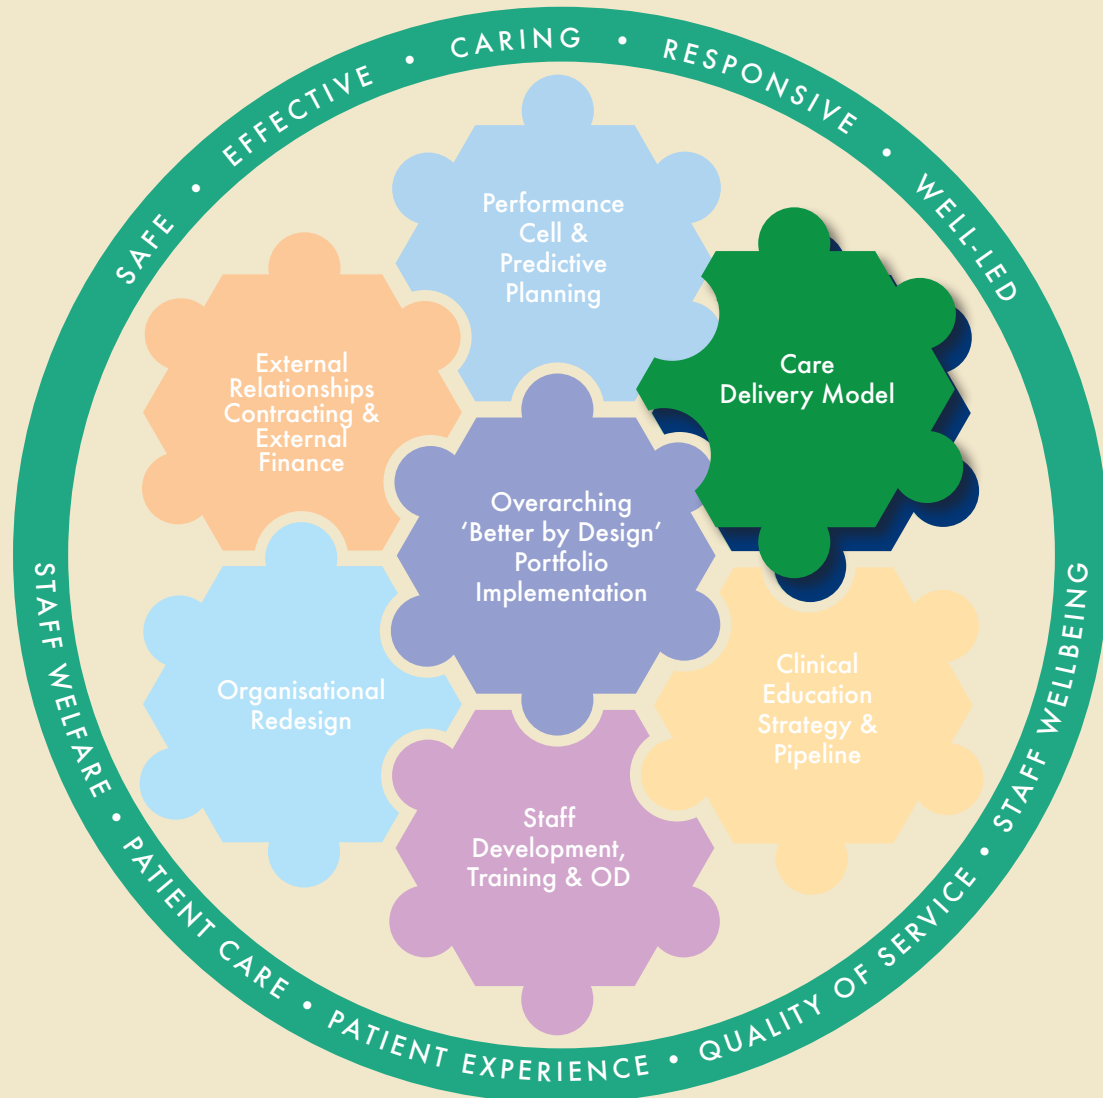 SAFE • EFFECTIVE • CARING • RESPONSIVE • WELL-LED
Performance
Cell &
Predictive
Planning
External
Relationships
Contracting &
External
Finance
Care
Delivery Model
Overarching
‘Better by Design’
Portfolio
Implementation
Organisational
Redesign
Clinical
Education
Strategy &
Pipeline
Staff
Development,
Training & OD
STAFF WELFARE • PATIENT CARE • PATIENT EXPERIENCE • QUALITY OF SERVICE • STAFF WELLBEING